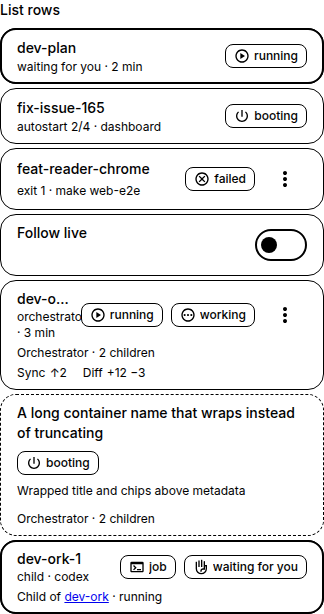 List rows
dev-plan
waiting for you · 2 min
running
fix-issue-165
autostart 2/4 · dashboard
booting
feat-reader-chrome
exit 1 · make web-e2e
failed
Follow live
dev-o...
orchestrato
· 3 min
running
working
Orchestrator · 2 children
Sync ↑2 Diff +12 −3
A long container name that wraps instead
of truncating
booting
Wrapped title and chips above metadata
Orchestrator · 2 children
dev-ork-1
child · codex
job
waiting for you
Child of dev-ork · running